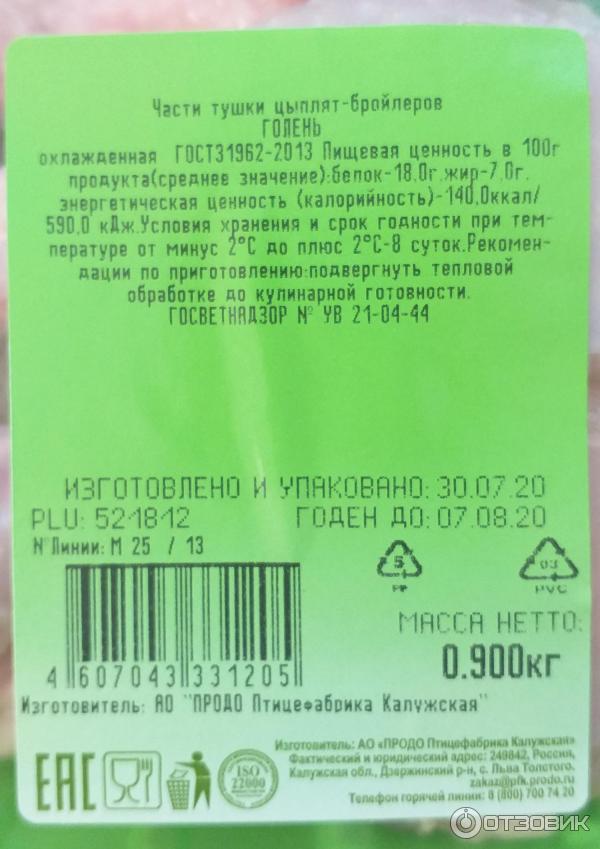 Части тушки цыплят-бройлеров
ГОЛЕНЬ
охлажденная ГОСТ31962-2013 Пищевая ценность в 100г
продукта(среднее значение):белок-18.0г.жир-7.0г.
энергетическая ценность (калорийность)-140,0ккал/
590,0 кДж.Условия хранения и срок годности при тем-
пературе от минус 2°С до плюс 2°С-8 суток.Рекомен-
дации по приготовлению:подвергнуть тепловой
обработке до кулинарной готовности.
ГОСВЕТНАДЗОР № УВ 21-04-44
ИЗГОТОВЛЕНО И УПАКОВАНО: 30.07.20
PLU: 521812 ГОДЕН ДО: 07.08.20
№Линии: М 25 / 13
5 03
PP PVC
МАССА НЕТТО:
0.900кг
4 607043 331205
Изготовитель: АО "ПРОДО Птицефабрика Калужская"
Изготовитель: АО «ПРОДО Птицефабрика Калужская»
Фактический и юридический адрес: 249842, Россия,
Калужская обл., Дзержинский р-н, с. Льва Толстого.
zakaz@pfk.prodo.ru
Телефон горячей линии: 8 (800) 700 74 20
EAC
ISO
22000
ОТЗОВИК